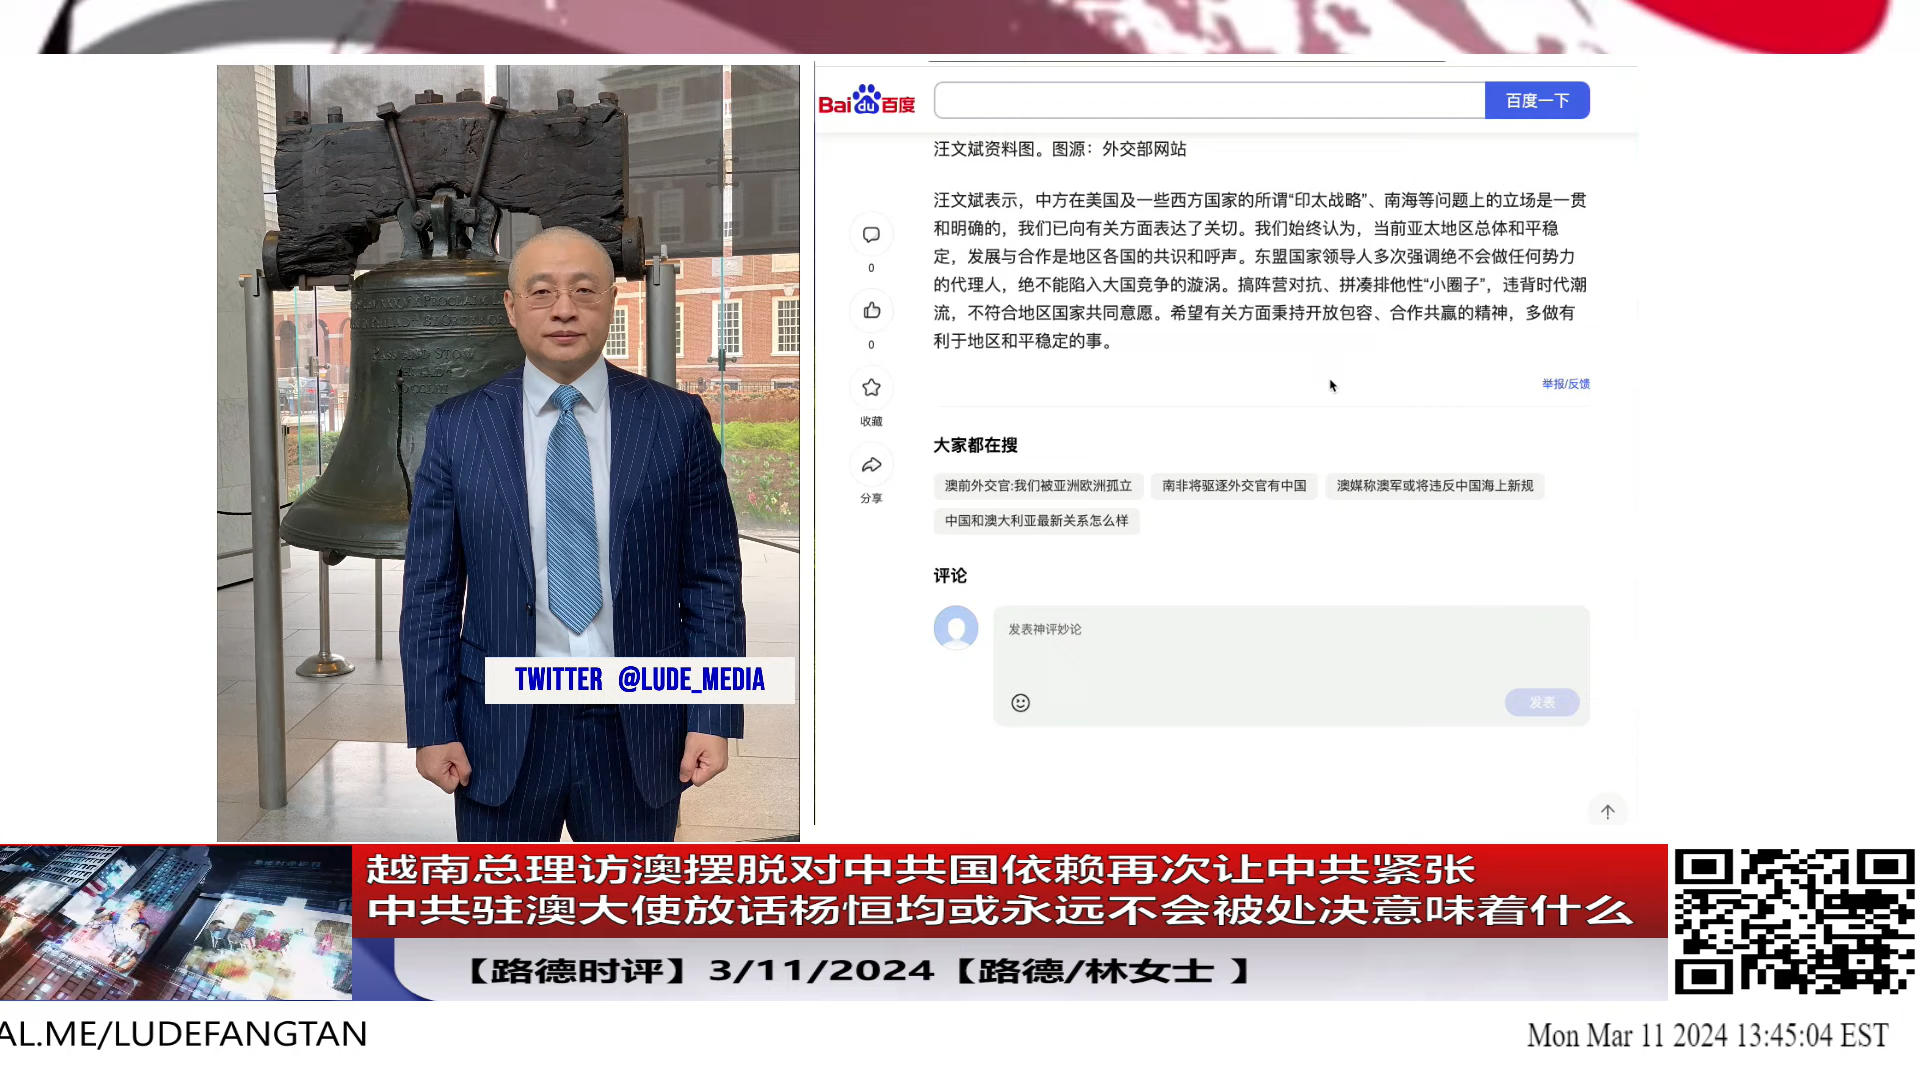 Bai du 百度
百度一下
汪文斌资料图。图源：外交部网站
汪文斌表示，中方在美国及一些西方国家的所谓“印太战略”、南海等问题上的立场是一贯
和明确的，我们已向有关方面表达了关切。我们始终认为，当前亚太地区总体和平稳
定，发展与合作是地区各国的共识和呼声。东盟国家领导人多次强调绝不会做任何势力
的代理人，绝不能陷入大国竞争的漩涡。搞阵营对抗、拼凑排他性“小圈子”，违背时代潮
流，不符合地区国家共同意愿。希望有关方面秉持开放包容、合作共赢的精神，多做有
利于地区和平稳定的事。
0
0
收藏
分享
举报/反馈
大家都在搜
澳前外交官:我们被亚洲欧洲孤立
南非将驱逐外交官有中国
澳媒称澳军或将违反中国海上新规
中国和澳大利亚最新关系怎么样
评论
发表神评妙论
发表
PASS AND STOW
TWITTER @LUDE_MEDIA
越南总理访澳摆脱对中共国依赖再次让中共紧张
中共驻澳大使放话杨恒均或永远不会被处决意味着什么
【路德时评】3/11/2024【路德/林女士 】
AL.ME/LUDEFANGTAN
Mon Mar 11 2024 13:45:04 EST